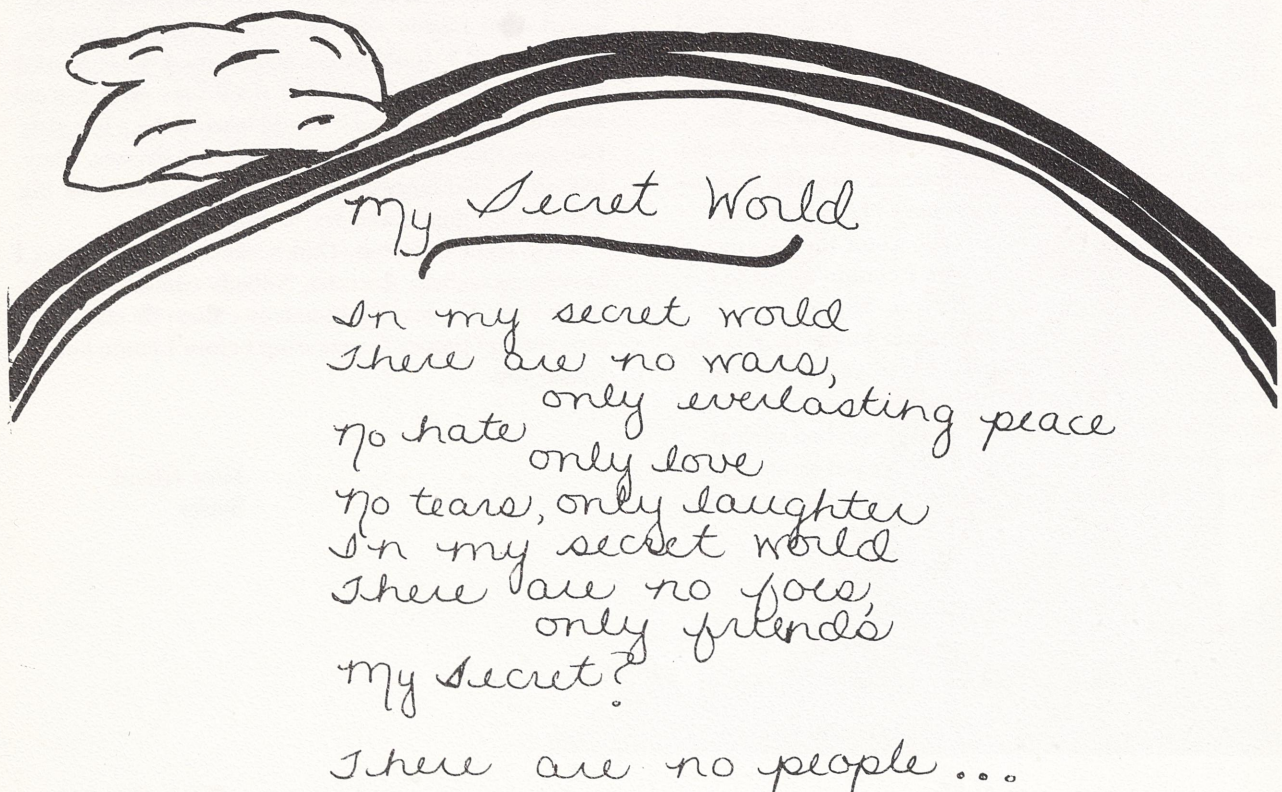 My Secret World
In my secret world
There are no wars,
only everlasting peace
No hate
only love
No tears, only laughter
In my secret world
There are no foes,
only friends
My Secret?
There are no people...